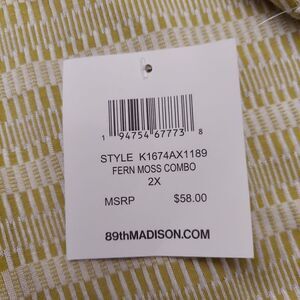 1 94754 67773 8
STYLE K1674AX1189
FERN MOSS COMBO
2X
MSRP $58.00
89thMADISON.COM